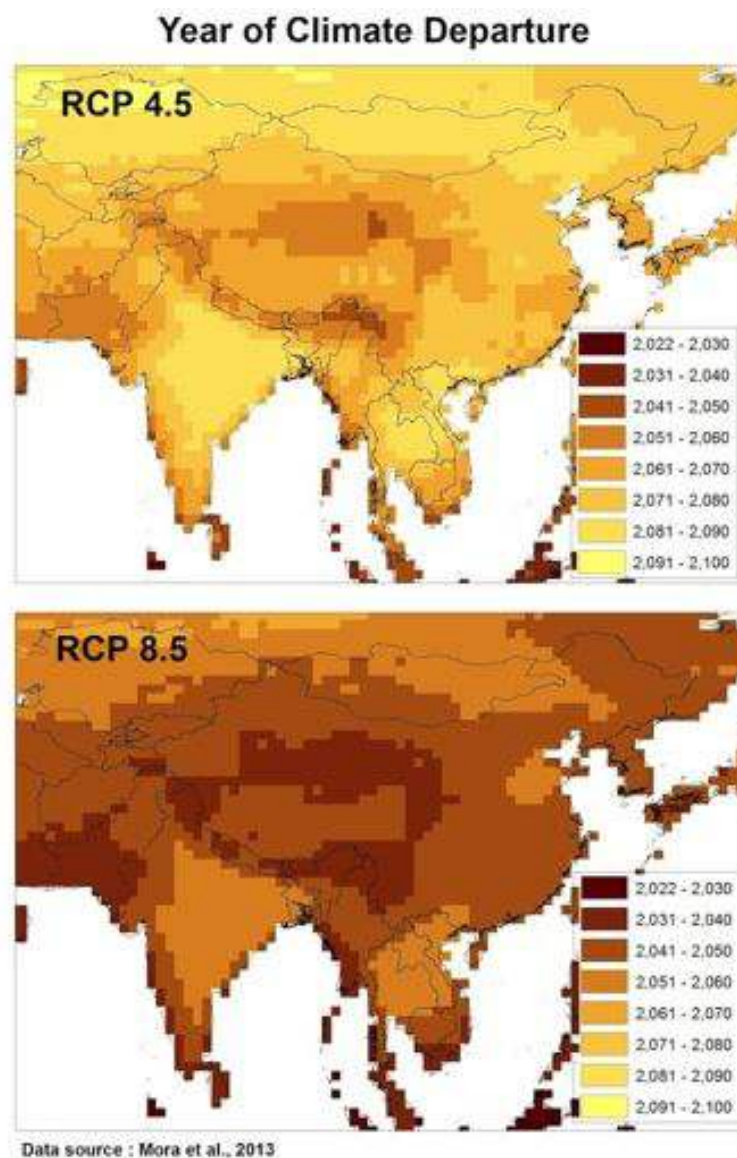 Year of Climate Departure
RCP 4.5
2,022 - 2,030
2,031 - 2,040
2,041 - 2,050
2,051 - 2,060
2,061 - 2,070
2,071 - 2,080
2,081 - 2,090
2,091 - 2,100
RCP 8.5
2,022 - 2,030
2,031 - 2,040
2,041 - 2,050
2,051 - 2,060
2,061 - 2,070
2,071 - 2,080
2,081 - 2,090
2,091 - 2,100
Data source : Mora et al., 2013